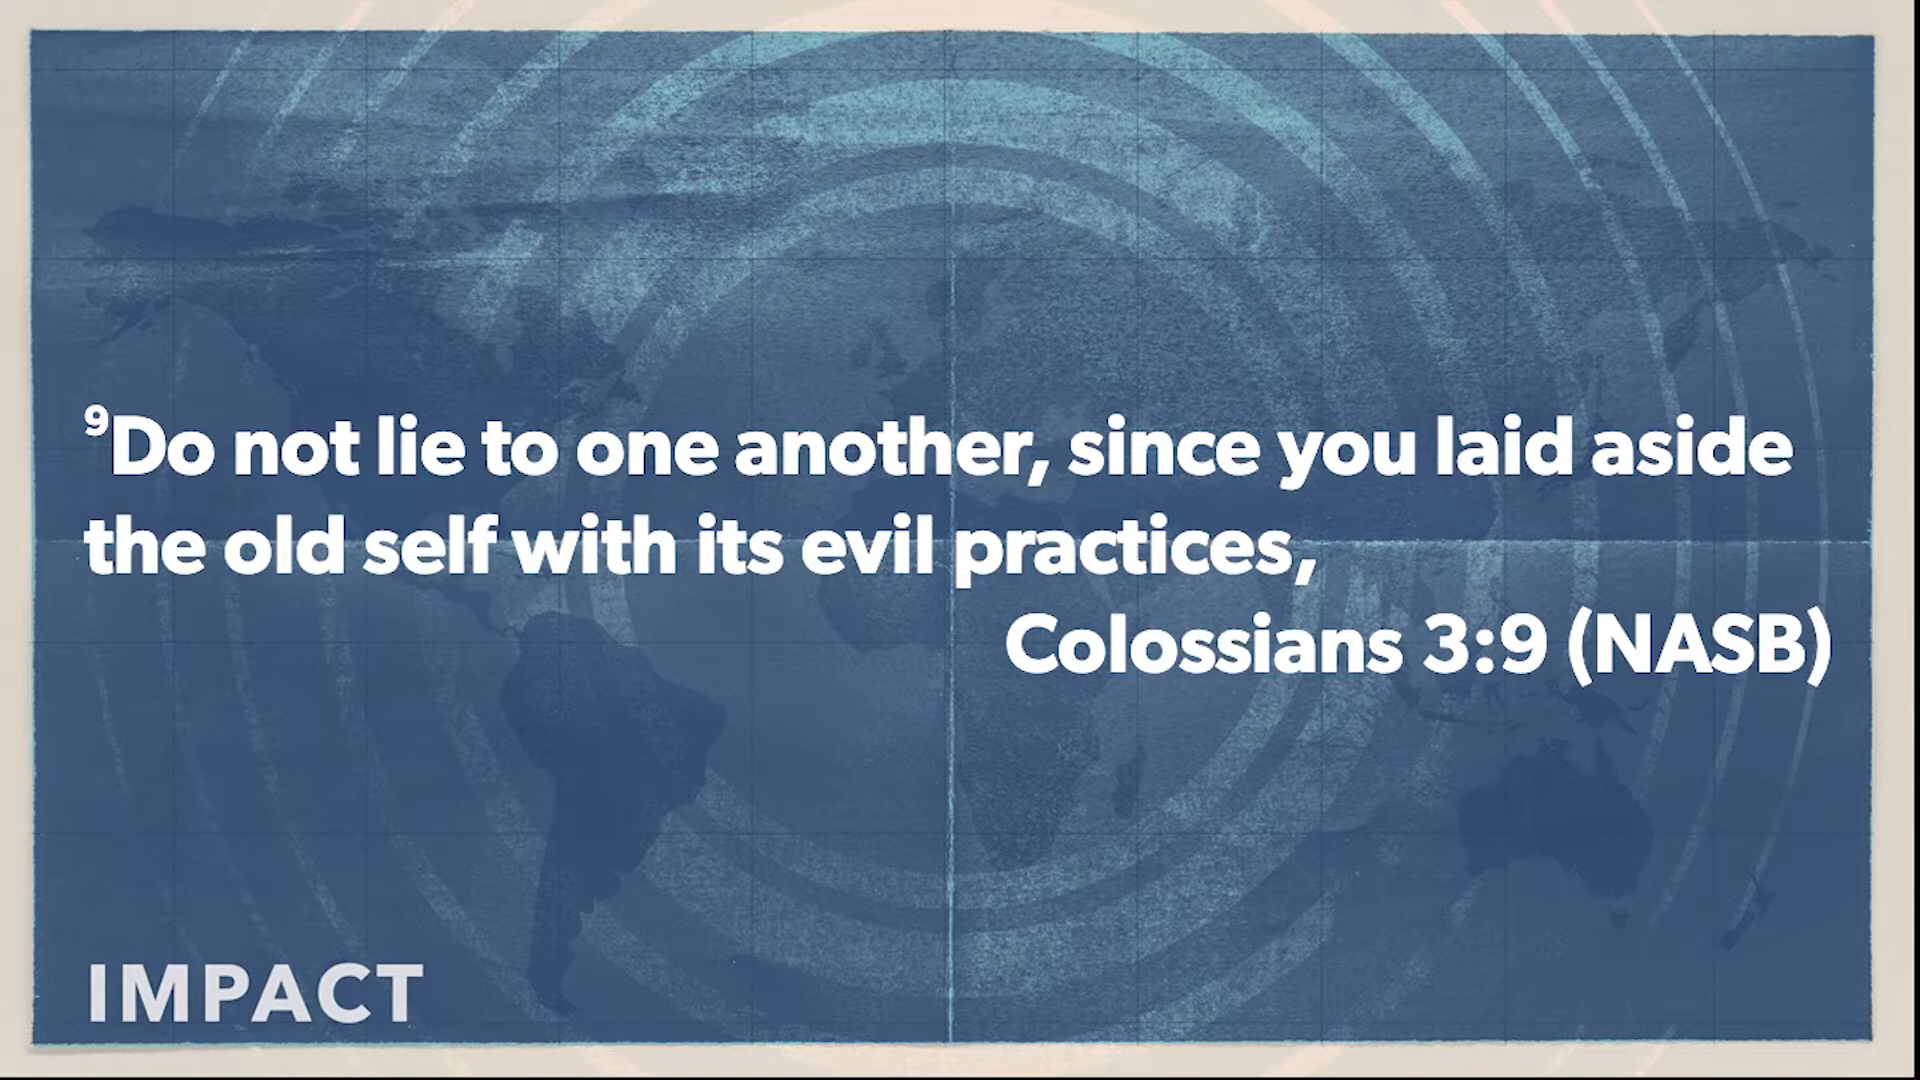 ⁹Do not lie to one another, since you laid aside
the old self with its evil practices,
Colossians 3:9 (NASB)
IMPACT